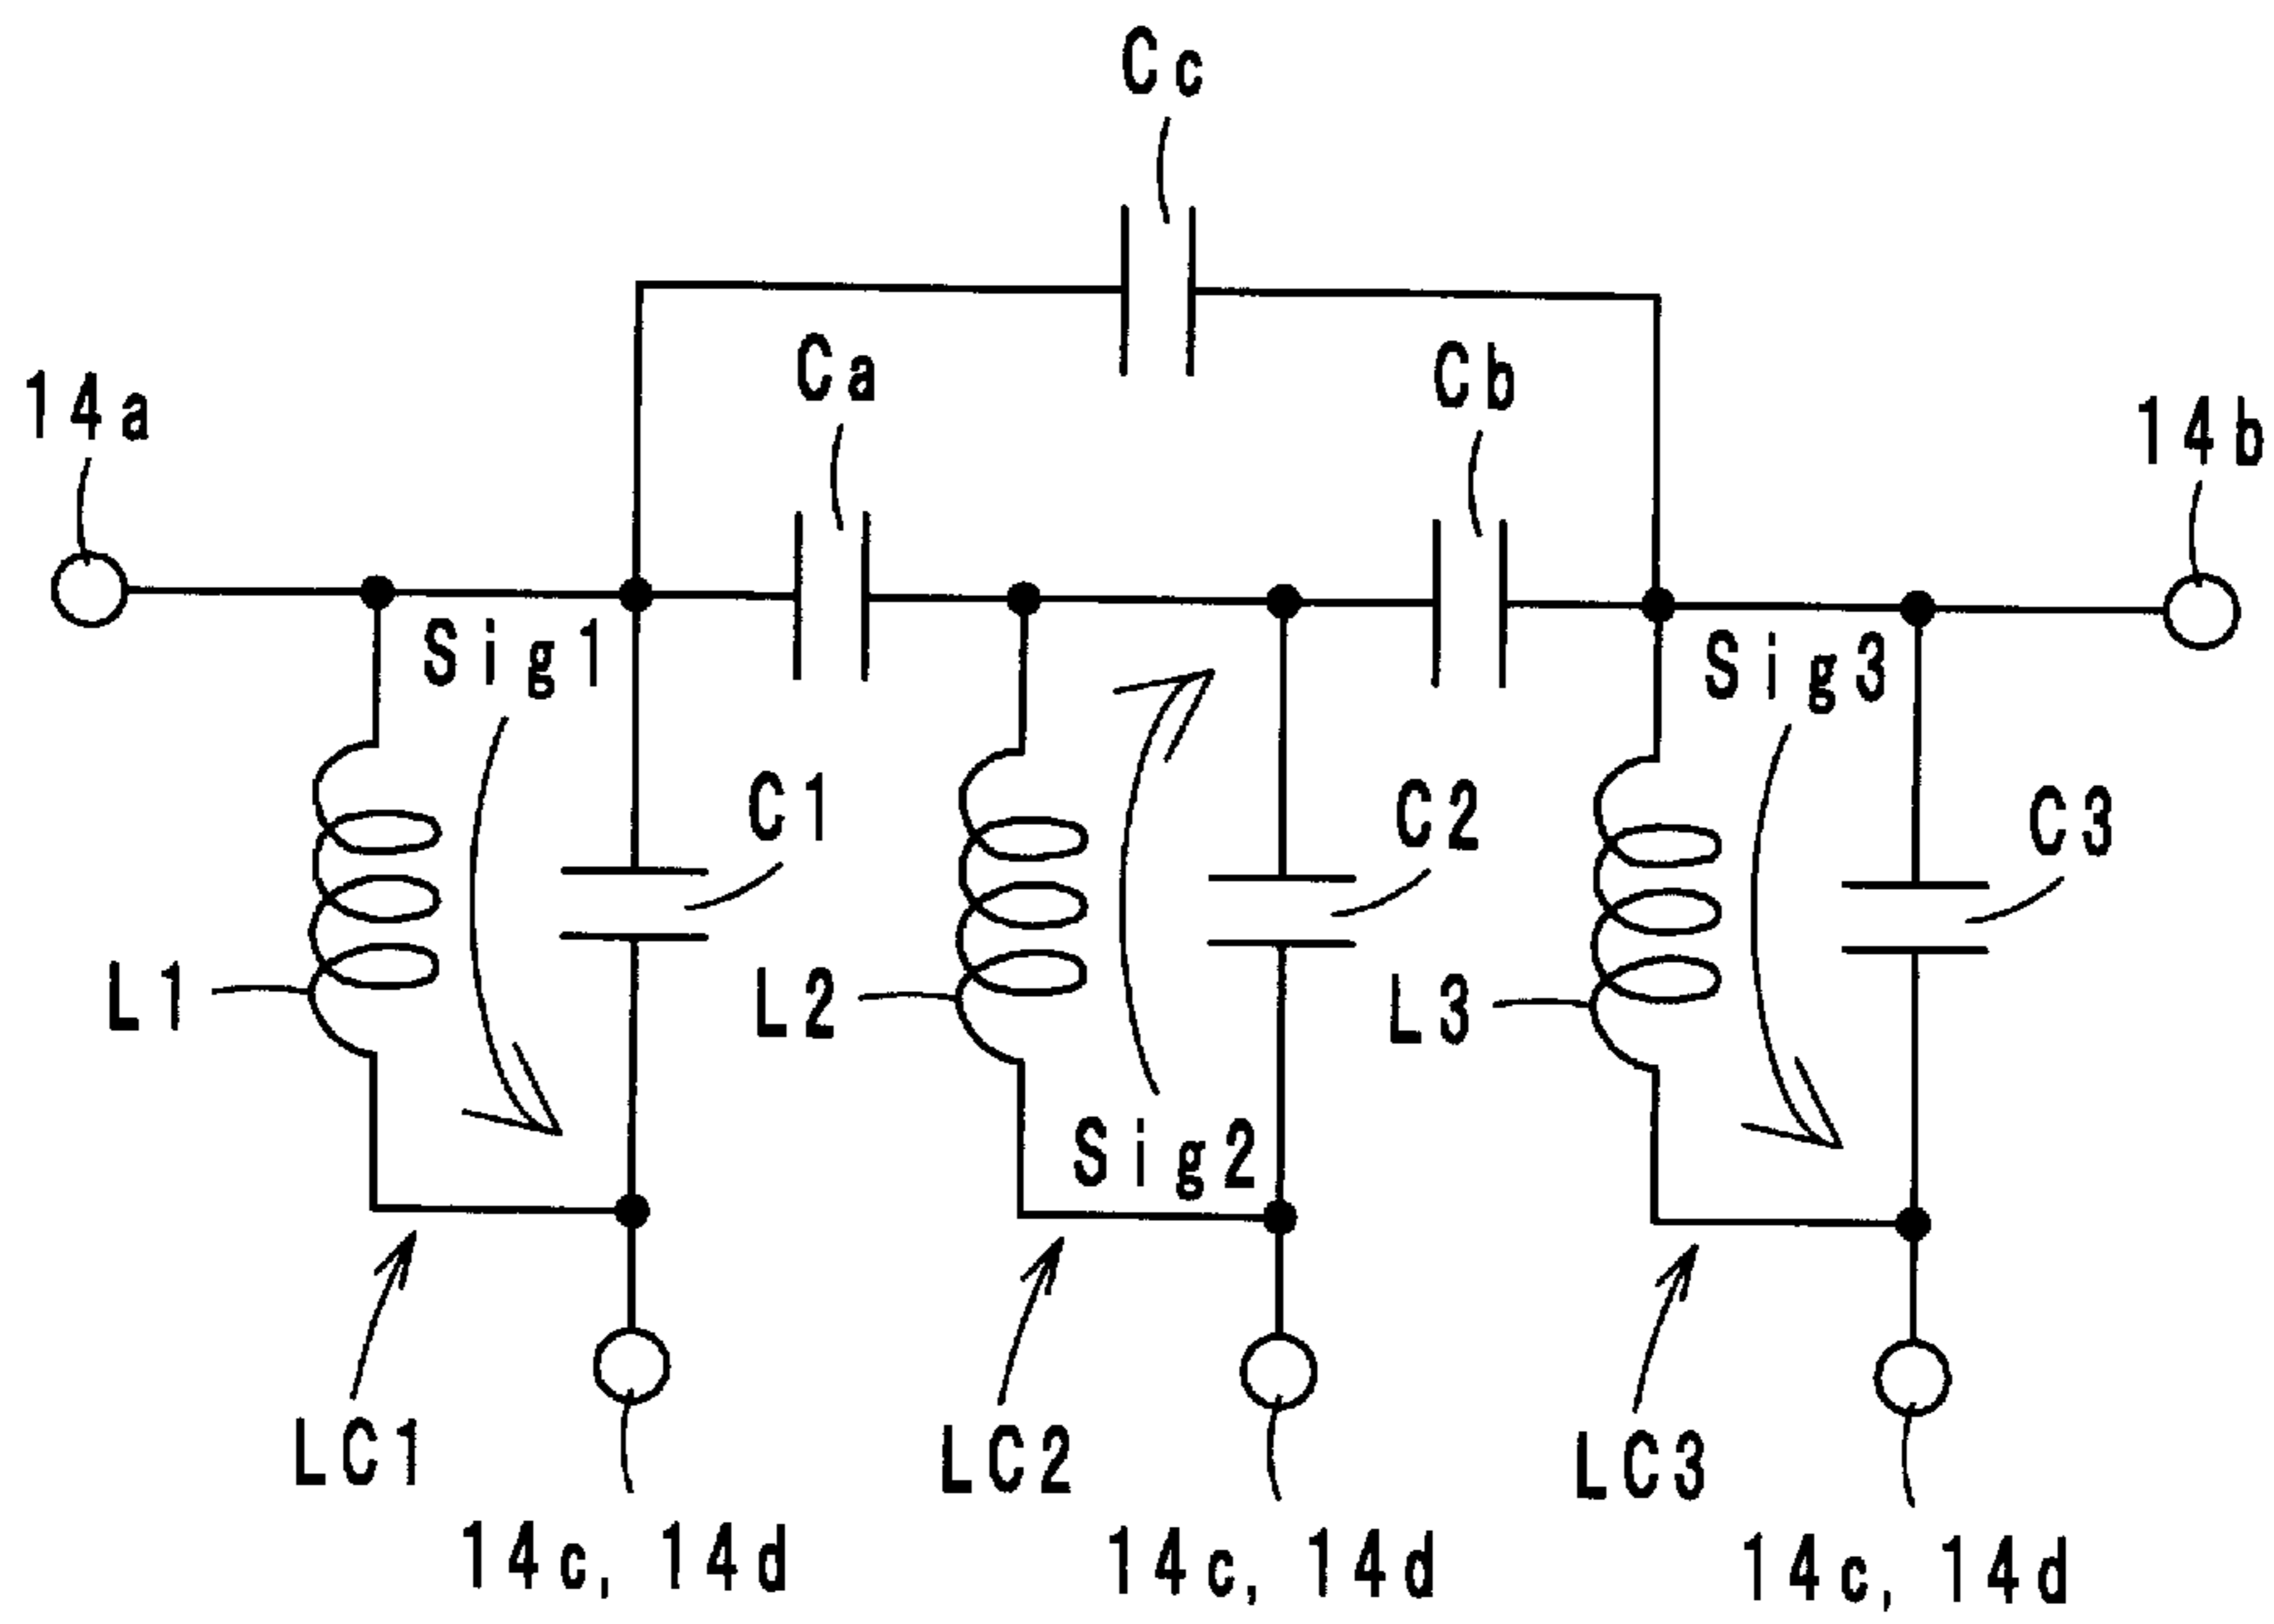 Cc
Ca
Cb
14a
14b
Sig1
Sig3
C1
C2
C3
L1
L2
L3
Sig2
LC1
LC2
LC3
14c, 14d
14c, 14d
14c, 14d